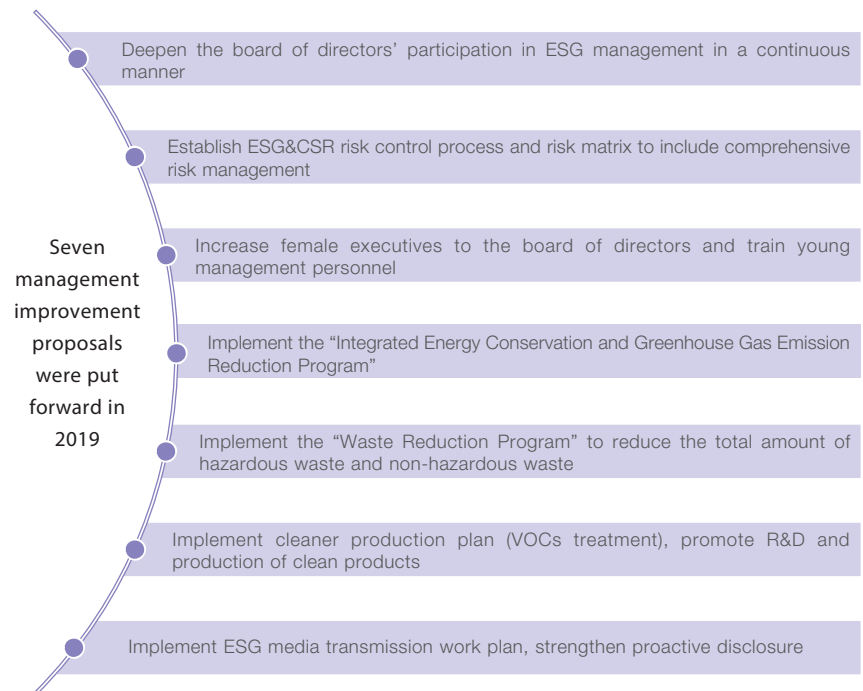 Seven
management
improvement
proposals
were put
forward in
2019
Deepen the board of directors’ participation in ESG management in a continuous
manner
Establish ESG&CSR risk control process and risk matrix to include comprehensive
risk management
Increase female executives to the board of directors and train young
management personnel
Implement the “Integrated Energy Conservation and Greenhouse Gas Emission
Reduction Program”
Implement the “Waste Reduction Program” to reduce the total amount of
hazardous waste and non-hazardous waste
Implement cleaner production plan (VOCs treatment), promote R&D and
production of clean products
Implement ESG media transmission work plan, strengthen proactive disclosure